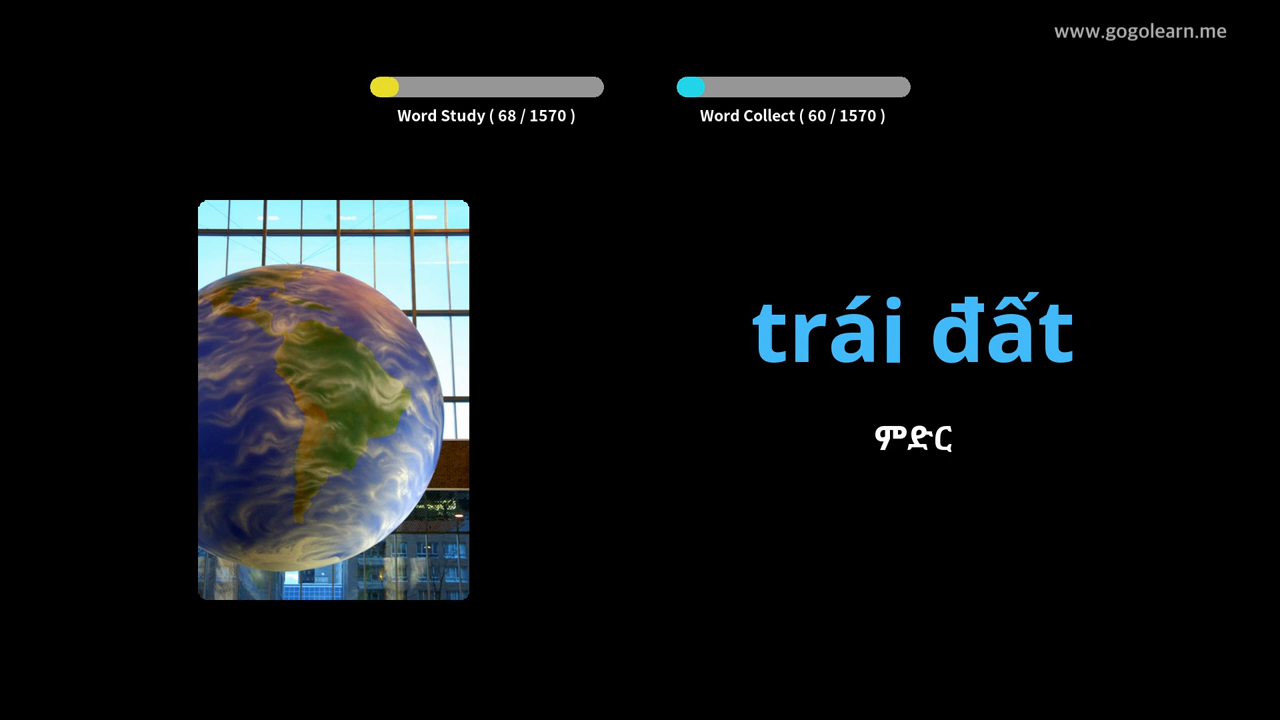 www.gogolearn.me
Word Study ( 68 / 1570 )
Word Collect ( 60 / 1570 )
trái đất
ምድር